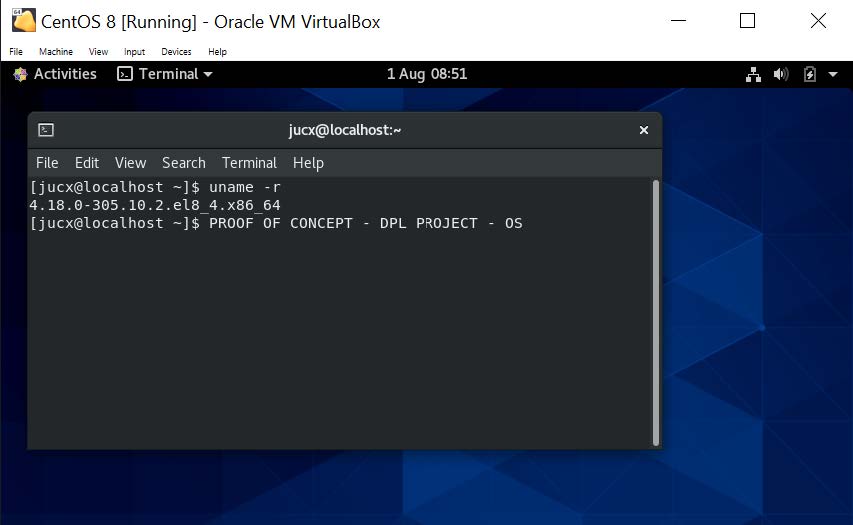 CentOS 8 [Running] - Oracle VM VirtualBox
File Machine View Input Devices Help
Activities Terminal 1 Aug 08:51
jucx@localhost:~
File Edit View Search Terminal Help
[jucx@localhost ~]$ uname -r
4.18.0-305.10.2.el8_4.x86_64
[jucx@localhost ~]$ PROOF OF CONCEPT - DPL PROJECT - OS